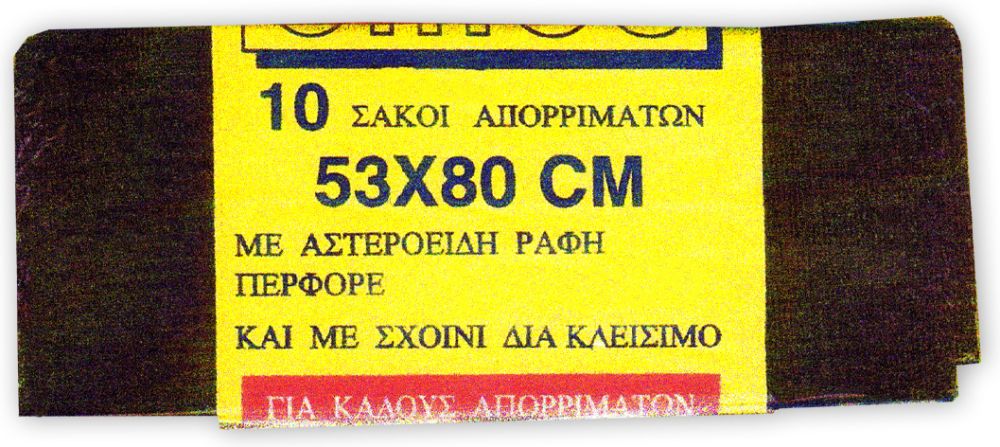 10 ΣΑΚΟΙ ΑΠΟΡΡΙΜΑΤΩΝ
53X80 CM
ΜΕ ΑΣΤΕΡΟΕΙΔΗ ΡΑΦΗ
ΠΕΡΦΟΡΕ
ΚΑΙ ΜΕ ΣΧΟΙΝΙ ΔΙΑ ΚΛΕΙΣΙΜΟ
ΓΙΑ ΚΑΔΟΥΣ ΑΠΟΡΡΙΜΑΤΩΝ